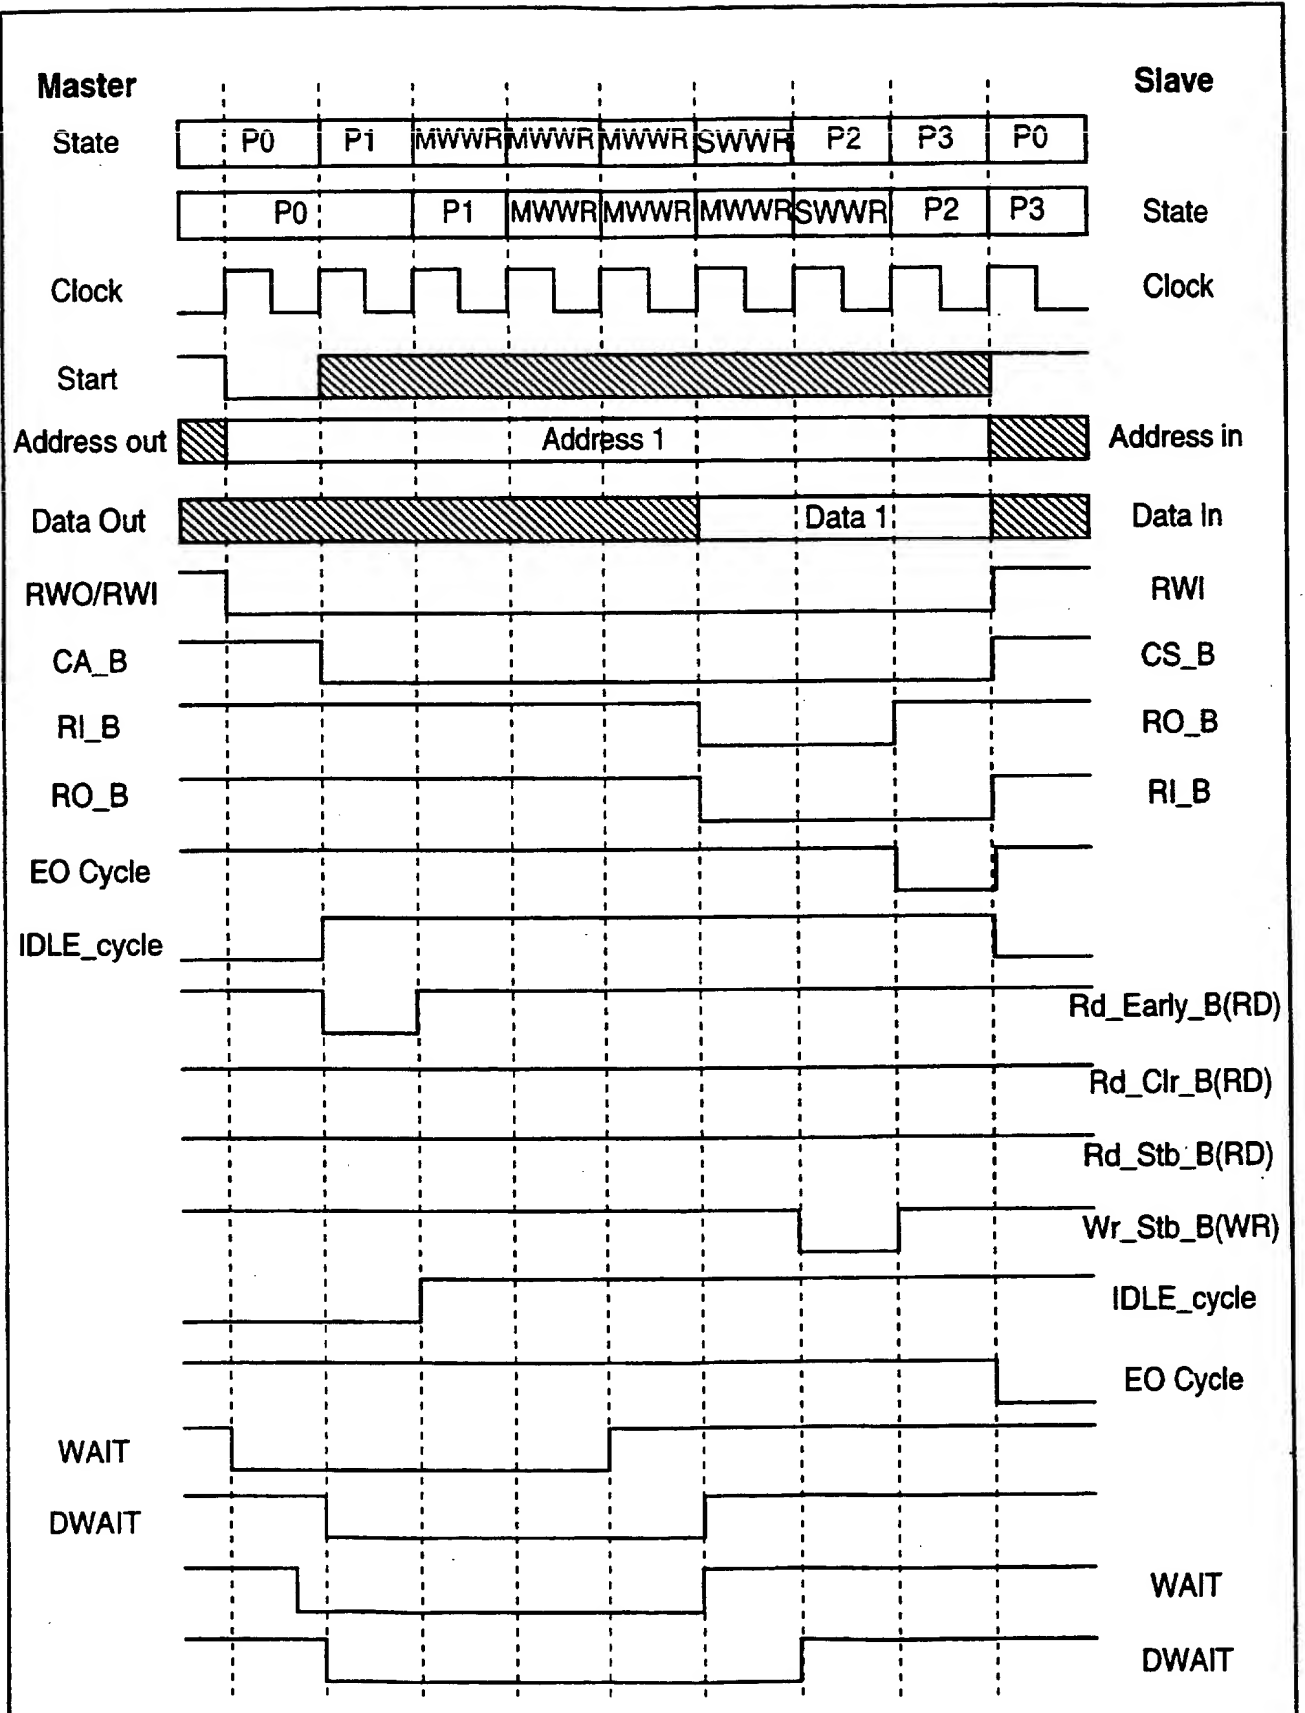 Master Slave
State P0 P1 MWWR MWWR MWWR SWWR P2 P3 P0
P0 P1 MWWR MWWR MWWR SWWR P2 P3 State
Clock Clock
Start
Address out Address 1 Address in
Data Out Data 1 Data In
RWO/RWI RWI
CA_B CS_B
RI_B RO_B
RO_B RI_B
EO Cycle
IDLE_cycle
Rd_Early_B(RD)
Rd_Clr_B(RD)
Rd_Stb_B(RD)
Wr_Stb_B(WR)
IDLE_cycle
EO Cycle
WAIT
DWAIT
WAIT
DWAIT